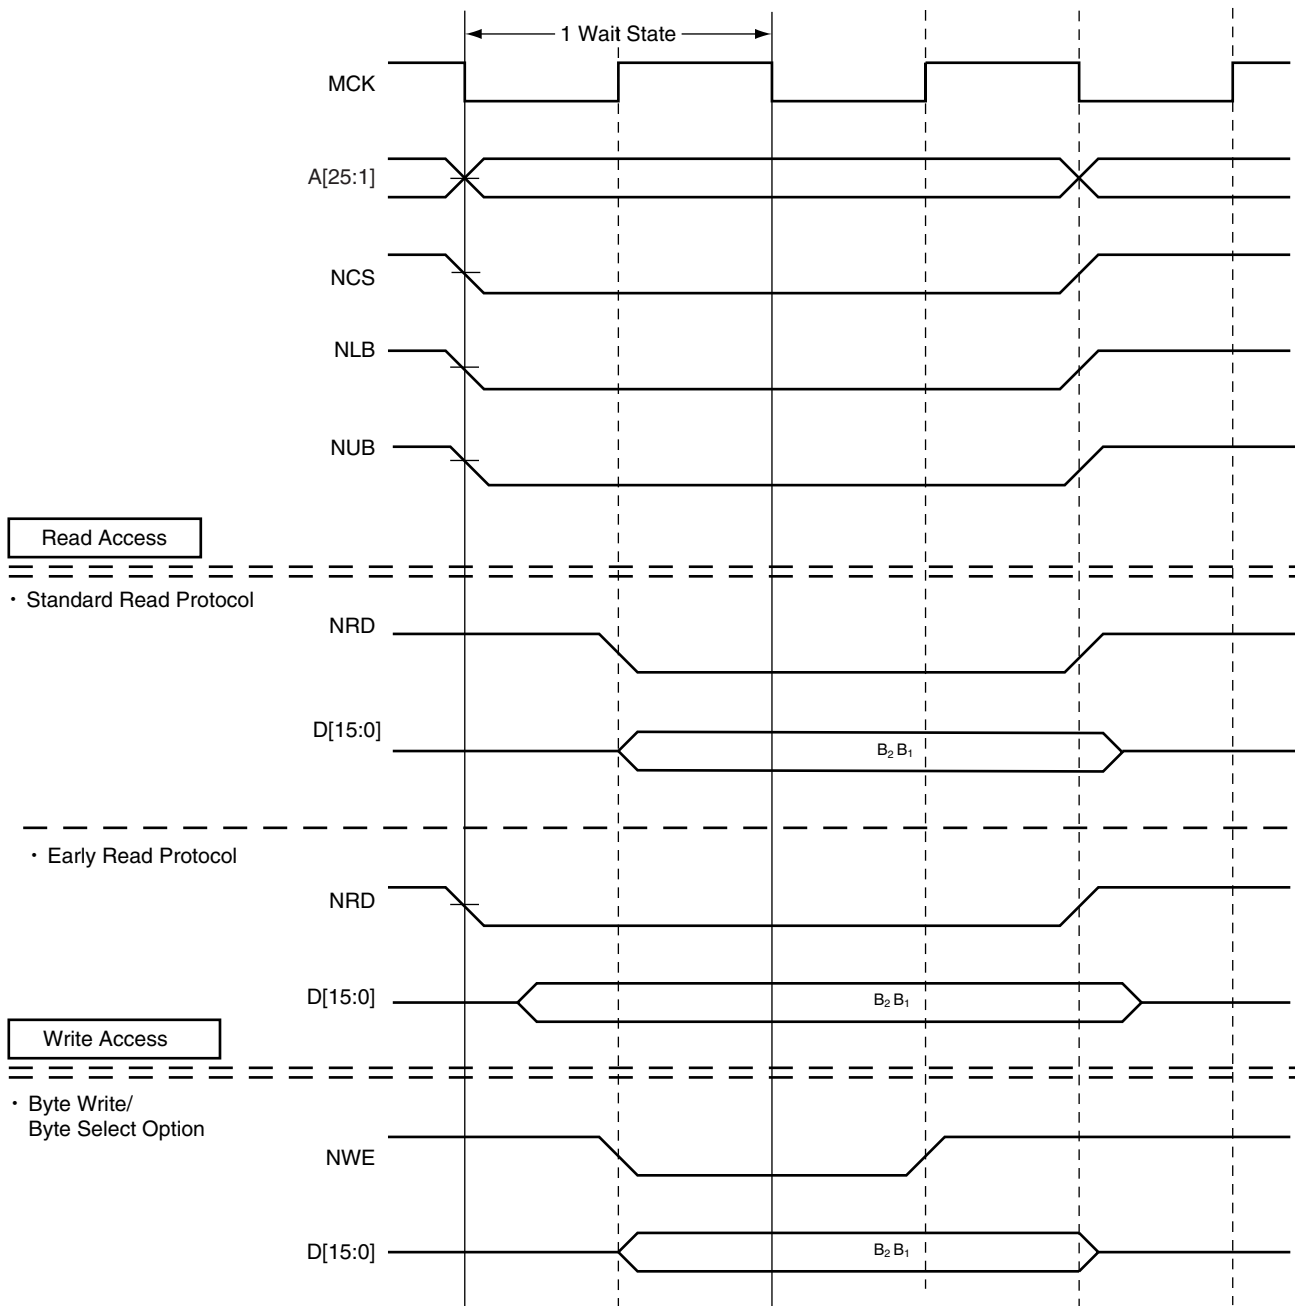 1 Wait State
MCK
A[25:1]
NCS
NLB
NUB
Read Access
· Standard Read Protocol
NRD
D[15:0]
B₂ B₁
· Early Read Protocol
NRD
D[15:0]
B₂ B₁
Write Access
· Byte Write/
Byte Select Option
NWE
D[15:0]
B₂ B₁